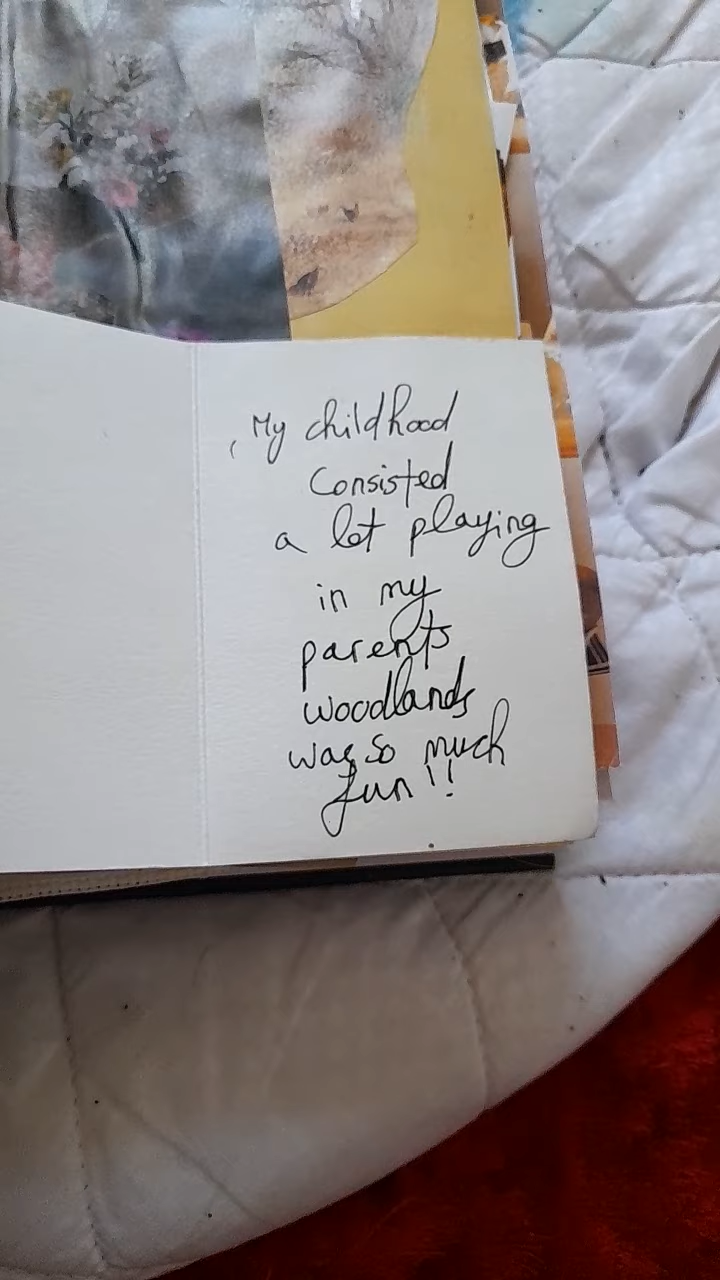 My childhood
Consisted
a lot playing
in my
parents
woodlands
was so much
fun!!